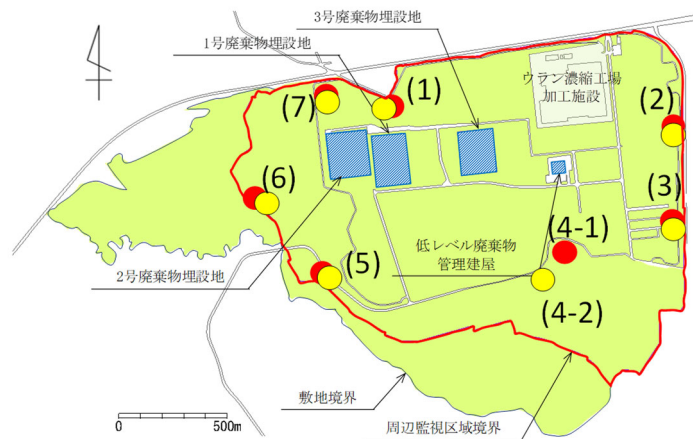 3号廃棄物埋設地
1号廃棄物埋設地
ウラン濃縮工場
加工施設
(7)
(1)
(2)
(6)
(3)
低レベル廃棄物
管理建屋
(4-1)
(5)
2号廃棄物埋設地
(4-2)
敷地境界
周辺監視区域境界
0 500m